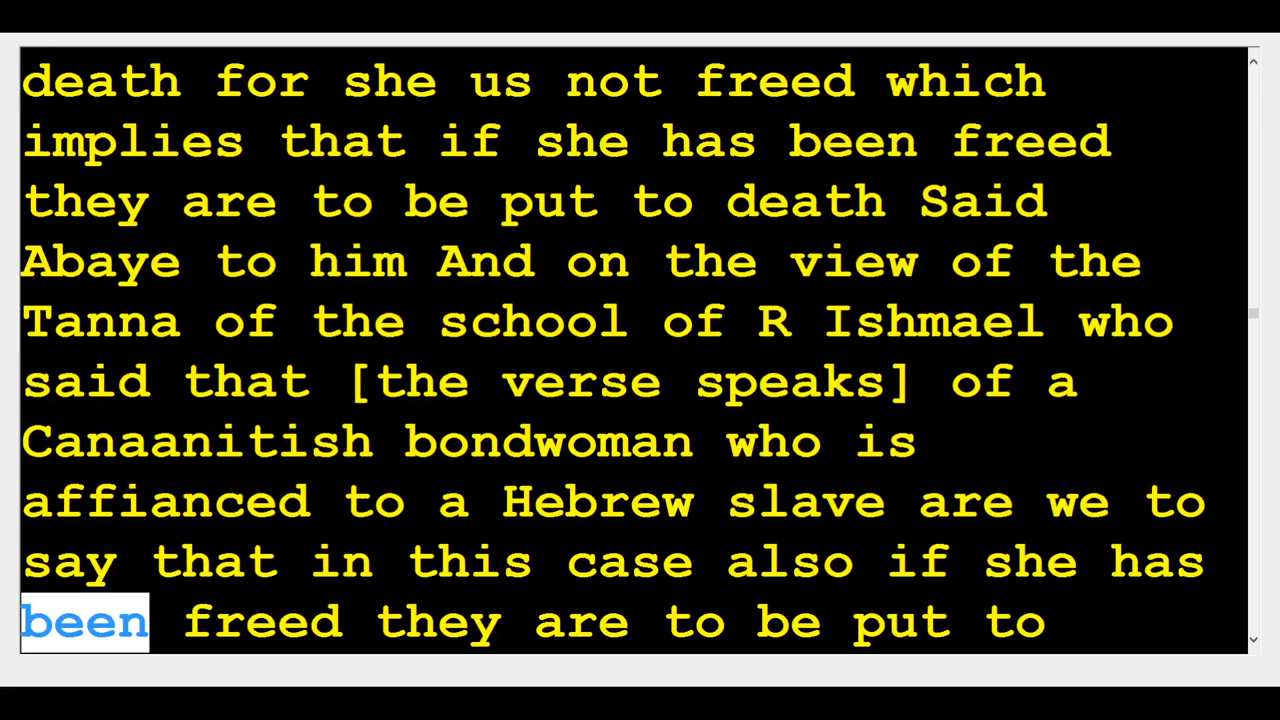 death for she us not freed which
implies that if she has been freed
they are to be put to death Said
Abaye to him And on the view of the
Tanna of the school of R Ishmael who
said that [the verse speaks] of a
Canaanitish bondwoman who is
affianced to a Hebrew slave are we to
say that in this case also if she has
been freed they are to be put to